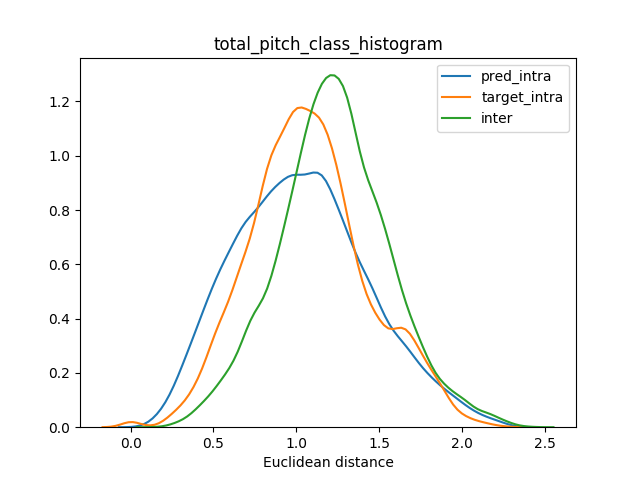 total_pitch_class_histogram
pred_intra
target_intra
inter
1.2
1.0
0.8
0.6
0.4
0.2
0.0
0.0 0.5 1.0 1.5 2.0 2.5
Euclidean distance